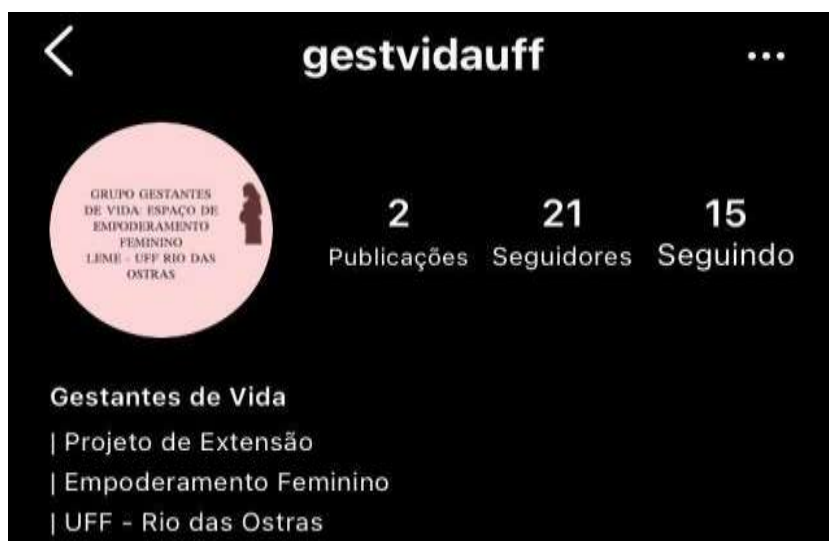 gestvidauff
...
GRUPO GESTANTES
DE VIDA: ESPAÇO DE
EMPODERAMENTO
FEMININO
LEME - UFF RIO DAS
OSTRAS
2 21 15
Publicações Seguidores Seguindo
Gestantes de Vida
| Projeto de Extensão
| Empoderamento Feminino
| UFF - Rio das Ostras